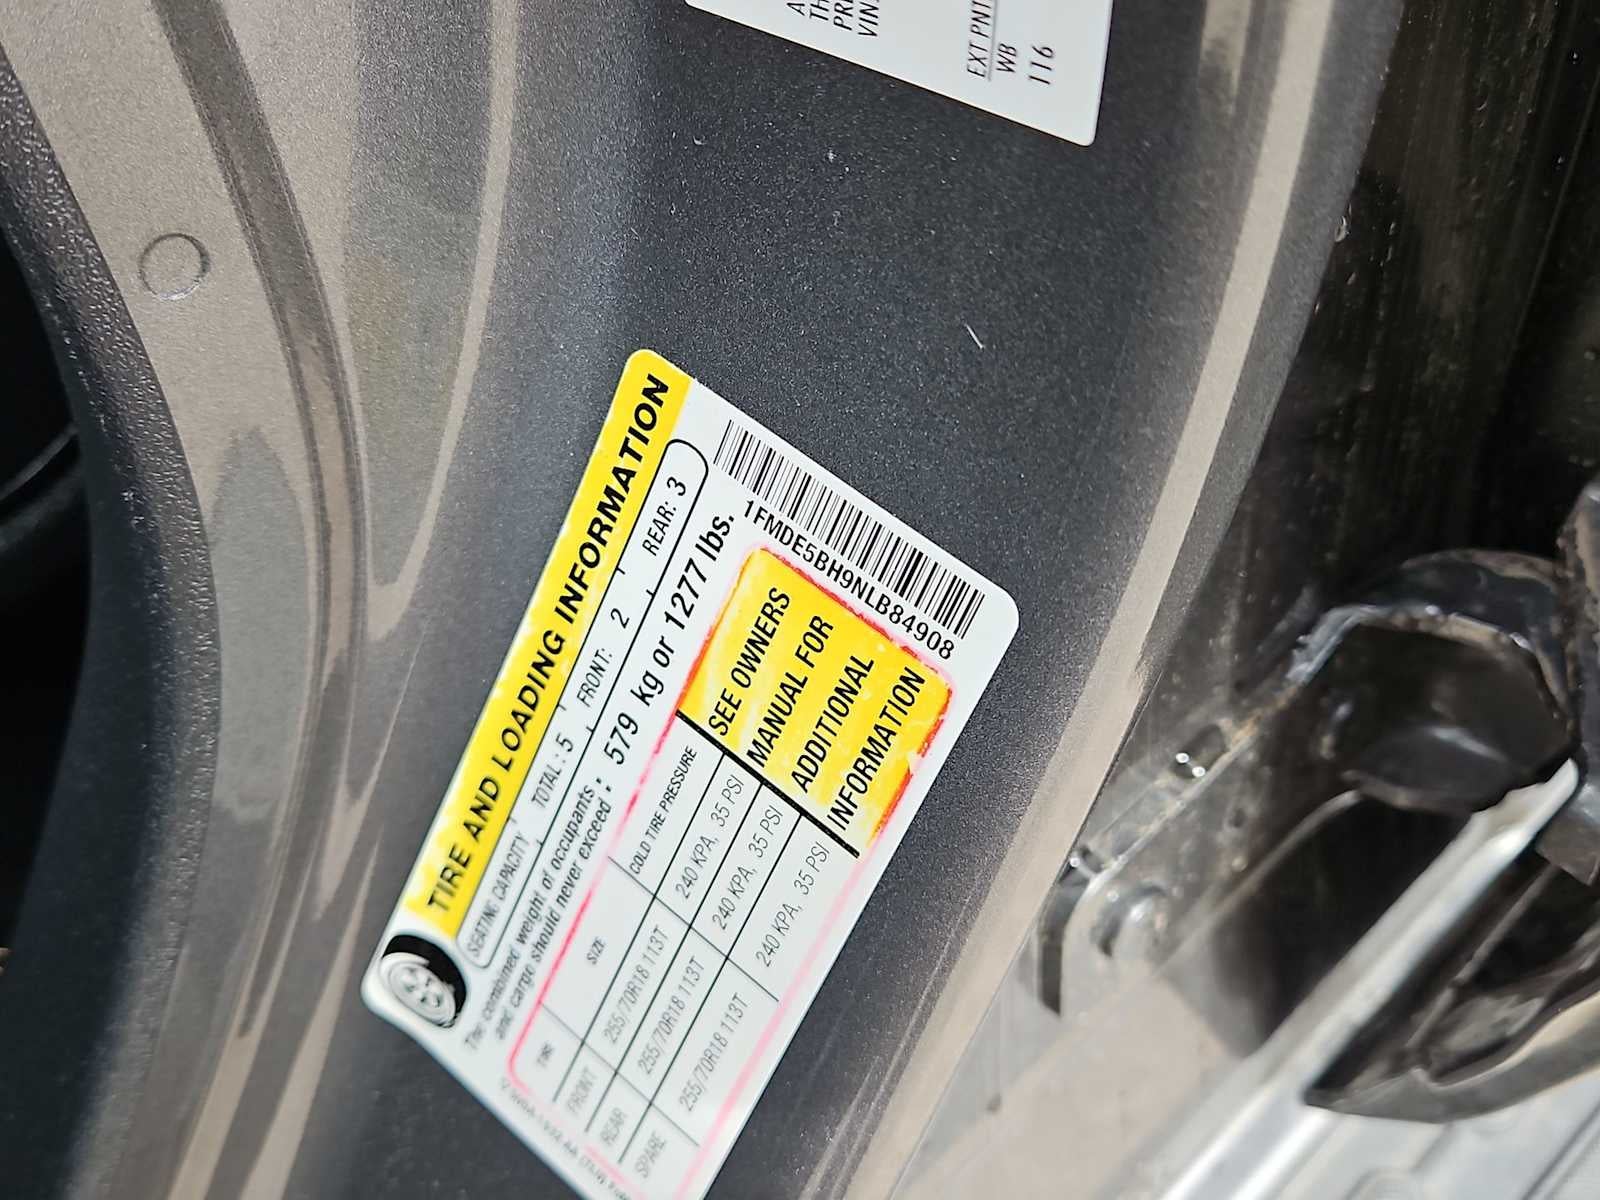 EXT PNT
WB
116
TIRE AND LOADING INFORMATION
SEATING CAPACITY TOTAL: 5 FRONT: 2 REAR: 3
The combined weight of occupants
and cargo should never exceed: 579 kg or 1277 lbs.
TIRE SIZE COLD TIRE PRESSURE
FRONT 255/70R18 113T 240 KPA, 35 PSI
REAR 255/70R18 113T 240 KPA, 35 PSI
SPARE 255/70R18 113T 240 KPA, 35 PSI
SEE OWNERS
MANUAL FOR
ADDITIONAL
INFORMATION
1FMDE5BH9NLB84908